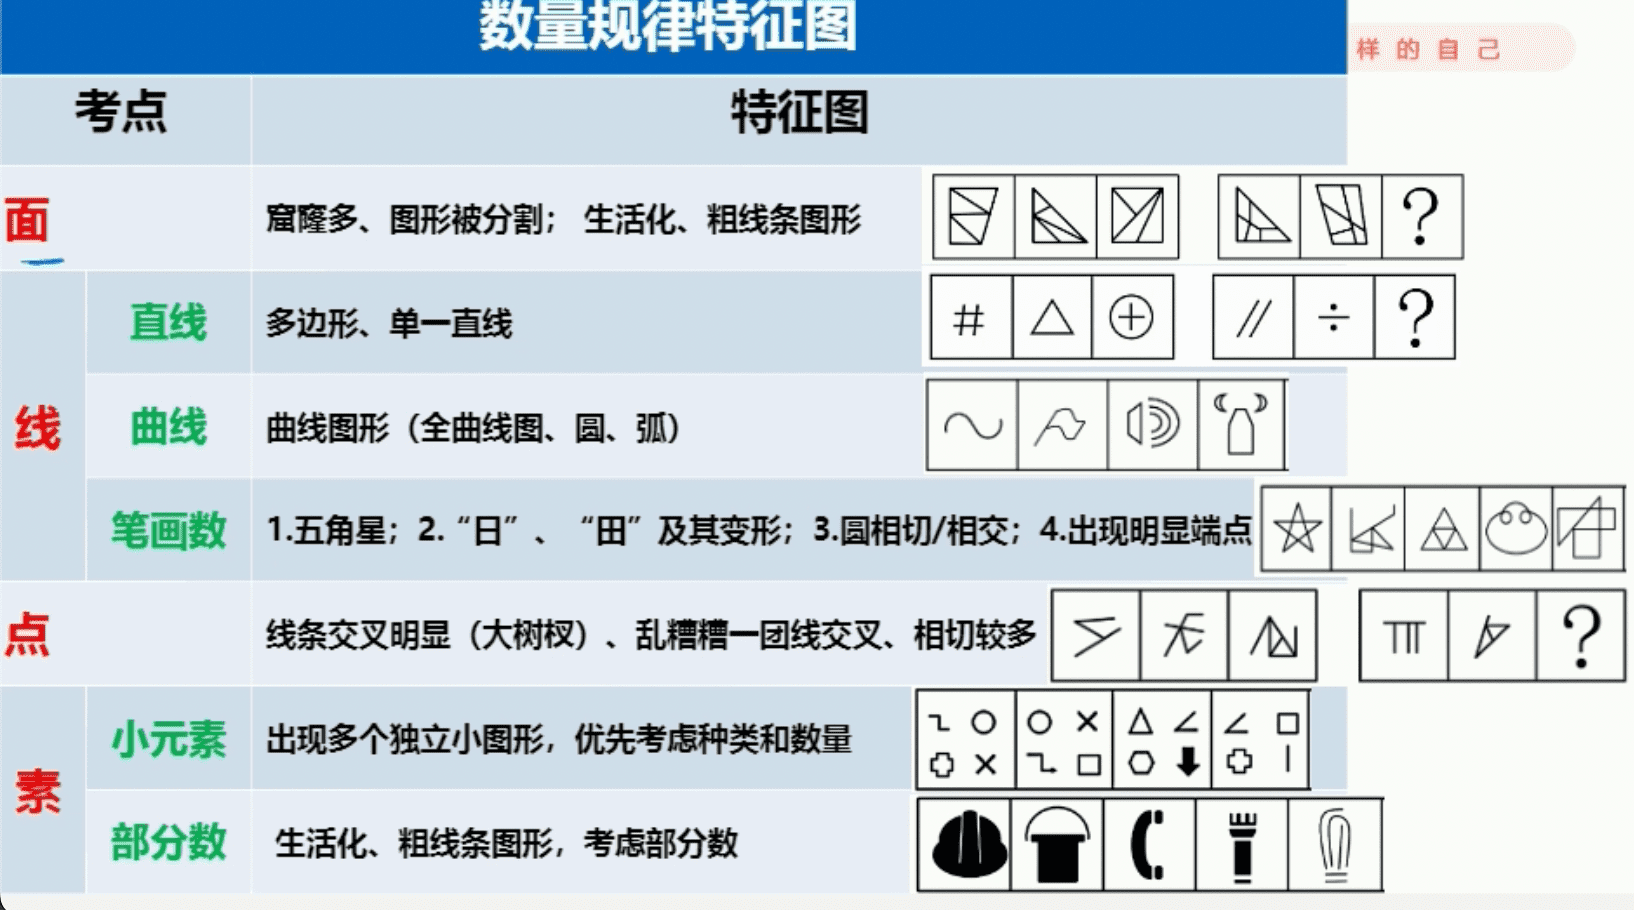 数量规律特征图
样的自己
考点
特征图
面
窟窿多、图形被分割； 生活化、粗线条图形
?
线
直线
多边形、单一直线
?
曲线
曲线图形（全曲线图、圆、弧）
笔画数
1.五角星；2.“日”、 “田”及其变形；3.圆相切/相交；4.出现明显端点
点
线条交叉明显（大树杈）、乱糟糟一团线交叉、相切较多
?
素
小元素
出现多个独立小图形，优先考虑种类和数量
部分数
生活化、粗线条图形，考虑部分数